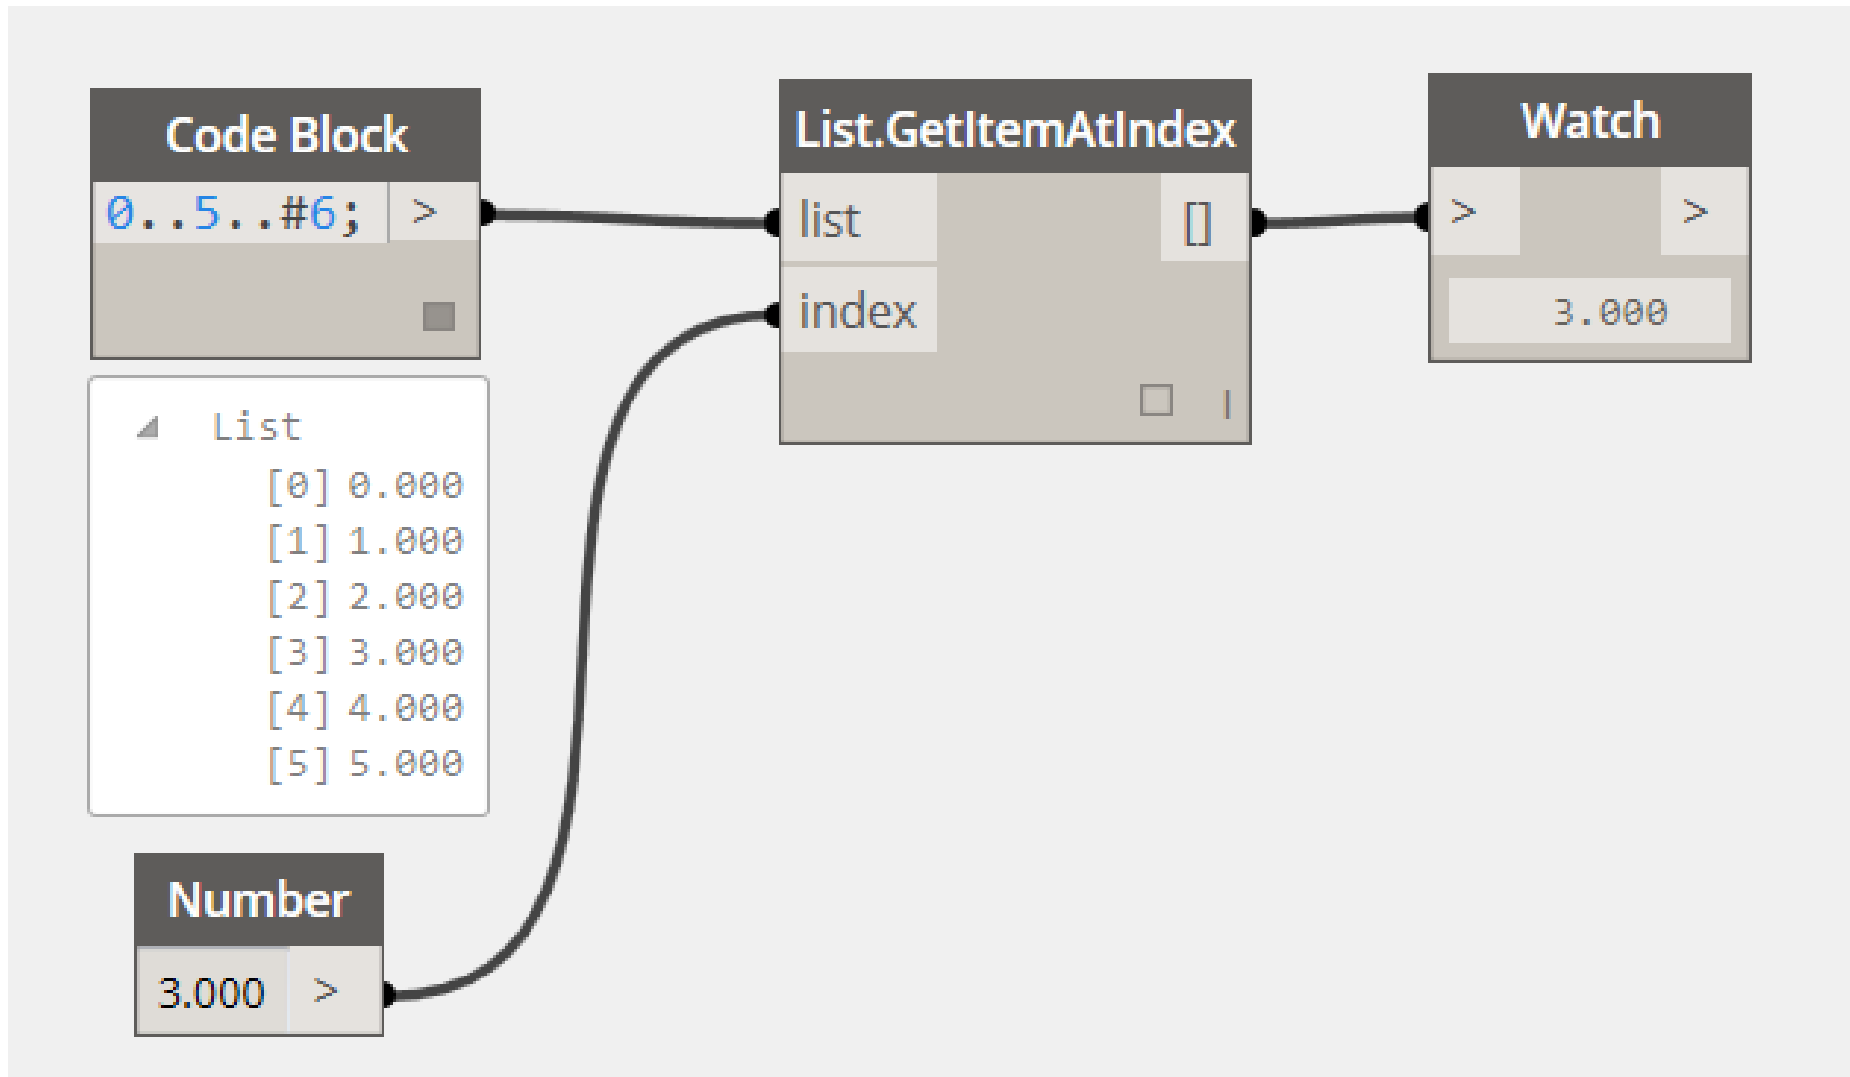 Code Block
0..5..#6; >
List
[0] 0.000
[1] 1.000
[2] 2.000
[3] 3.000
[4] 4.000
[5] 5.000
Number
3.000 >
List.GetItemAtIndex
list []
index
l
Watch
> >
3.000